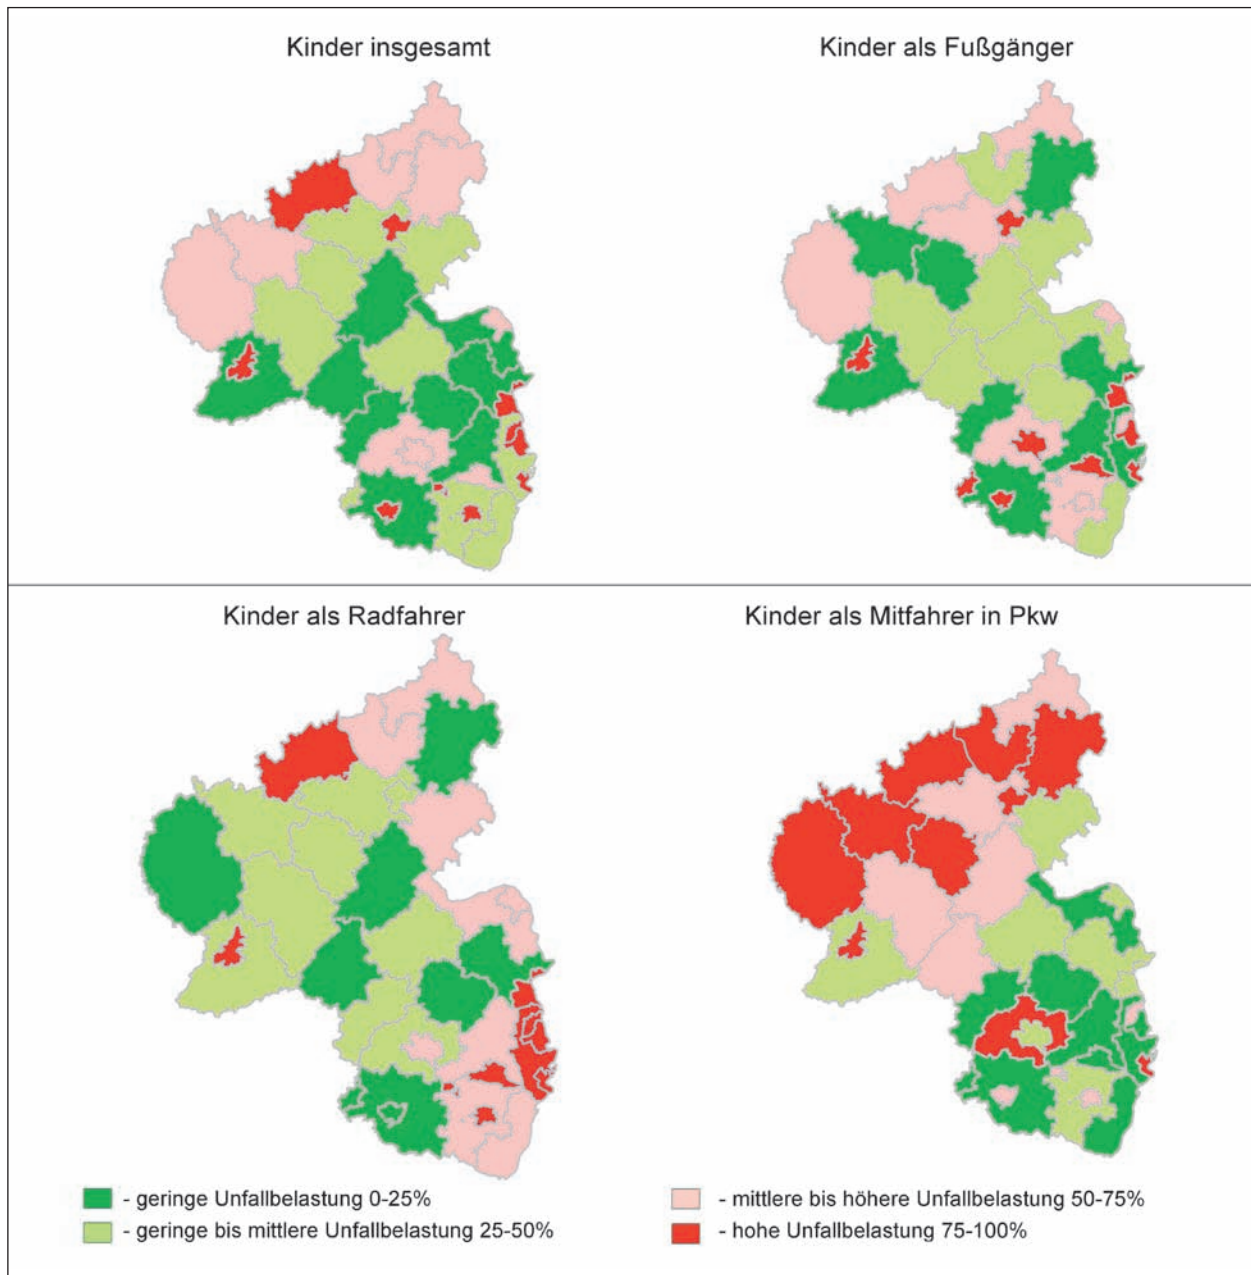 Kinder insgesamt
Kinder als Fußgänger
Kinder als Radfahrer
Kinder als Mitfahrer in Pkw
- geringe Unfallbelastung 0-25%
- geringe bis mittlere Unfallbelastung 25-50%
- mittlere bis höhere Unfallbelastung 50-75%
- hohe Unfallbelastung 75-100%